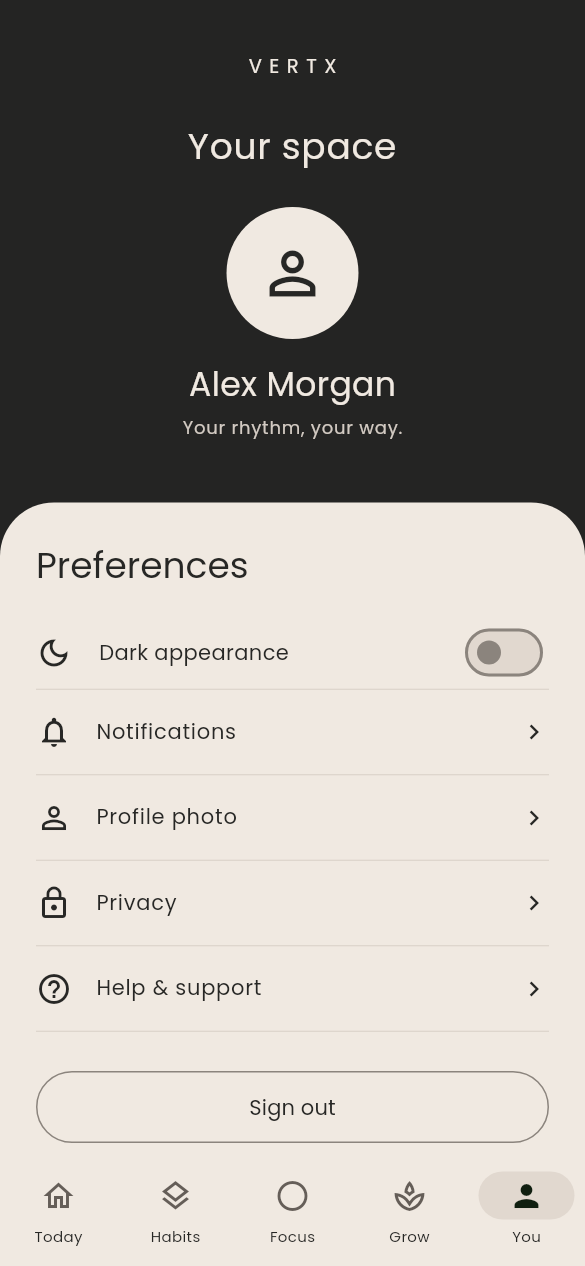 VERTX
Your space
Alex Morgan
Your rhythm, your way.
Preferences
Dark appearance
Notifications
Profile photo
Privacy
Help & support
Sign out
Today
Habits
Focus
Grow
You